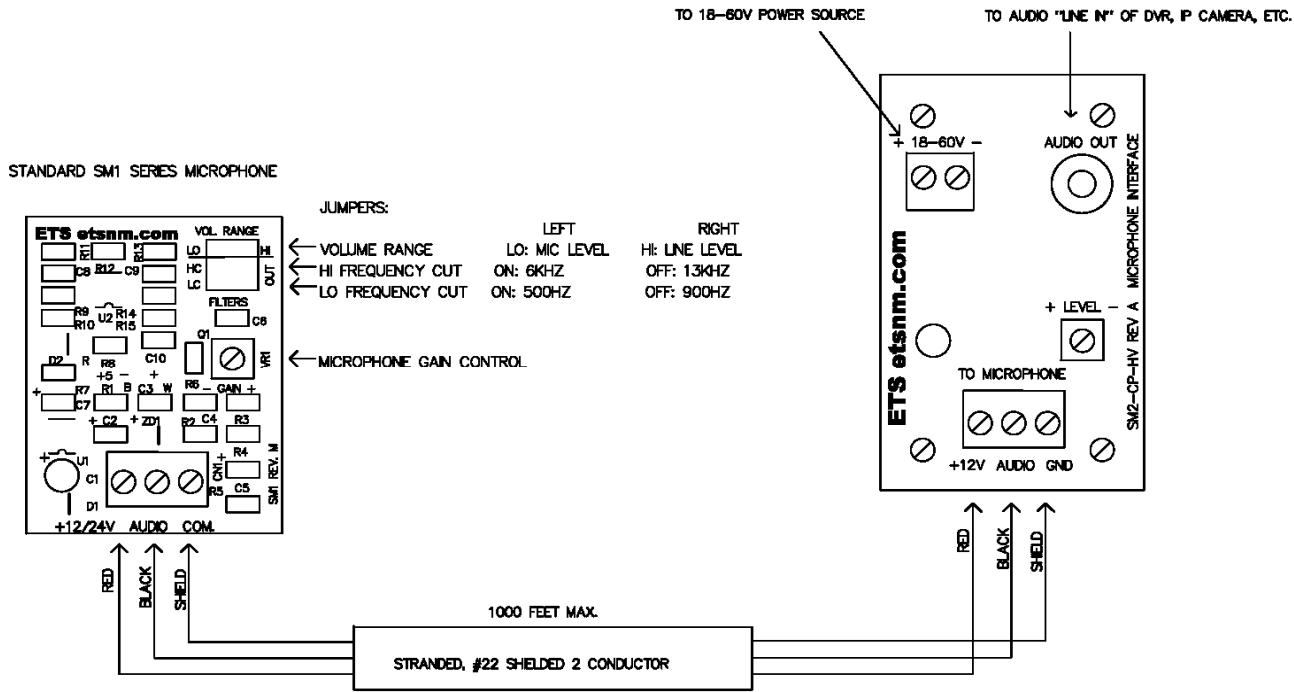 TO 18-60V POWER SOURCE
TO AUDIO "LINE IN" OF DVR, IP CAMERA, ETC.
STANDARD SM1 SERIES MICROPHONE
ETS etsnm.com
VOL. RANGE
LO
HI
HC
LC
OUT
FILTERS
R11
R12
R13
C8
C9
C6
R9
R10
U2
R14
R15
Q1
VR1
D2
R
R8
C10
+5 - +
R7
C7
+
R1
B
C3
W
R6
- GAIN +
+ C2
+ ZD1
R2
C4
R3
R4
CN1+
+
U1
C1
D1
R5
C5
SM1 REV. M
+12/24V AUDIO COM.
JUMPERS:
LEFT RIGHT
VOLUME RANGE LO: MIC LEVEL HI: LINE LEVEL
HI FREQUENCY CUT ON: 6KHZ OFF: 13KHZ
LO FREQUENCY CUT ON: 500HZ OFF: 900HZ
MICROPHONE GAIN CONTROL
+ 18-60V -
AUDIO OUT
ETS etsnm.com
SM2-CP-HV REV A MICROPHONE INTERFACE
+ LEVEL -
TO MICROPHONE
+12V AUDIO GND
RED
BLACK
SHIELD
RED
BLACK
SHIELD
1000 FEET MAX.
STRANDED, #22 SHIELDED 2 CONDUCTOR